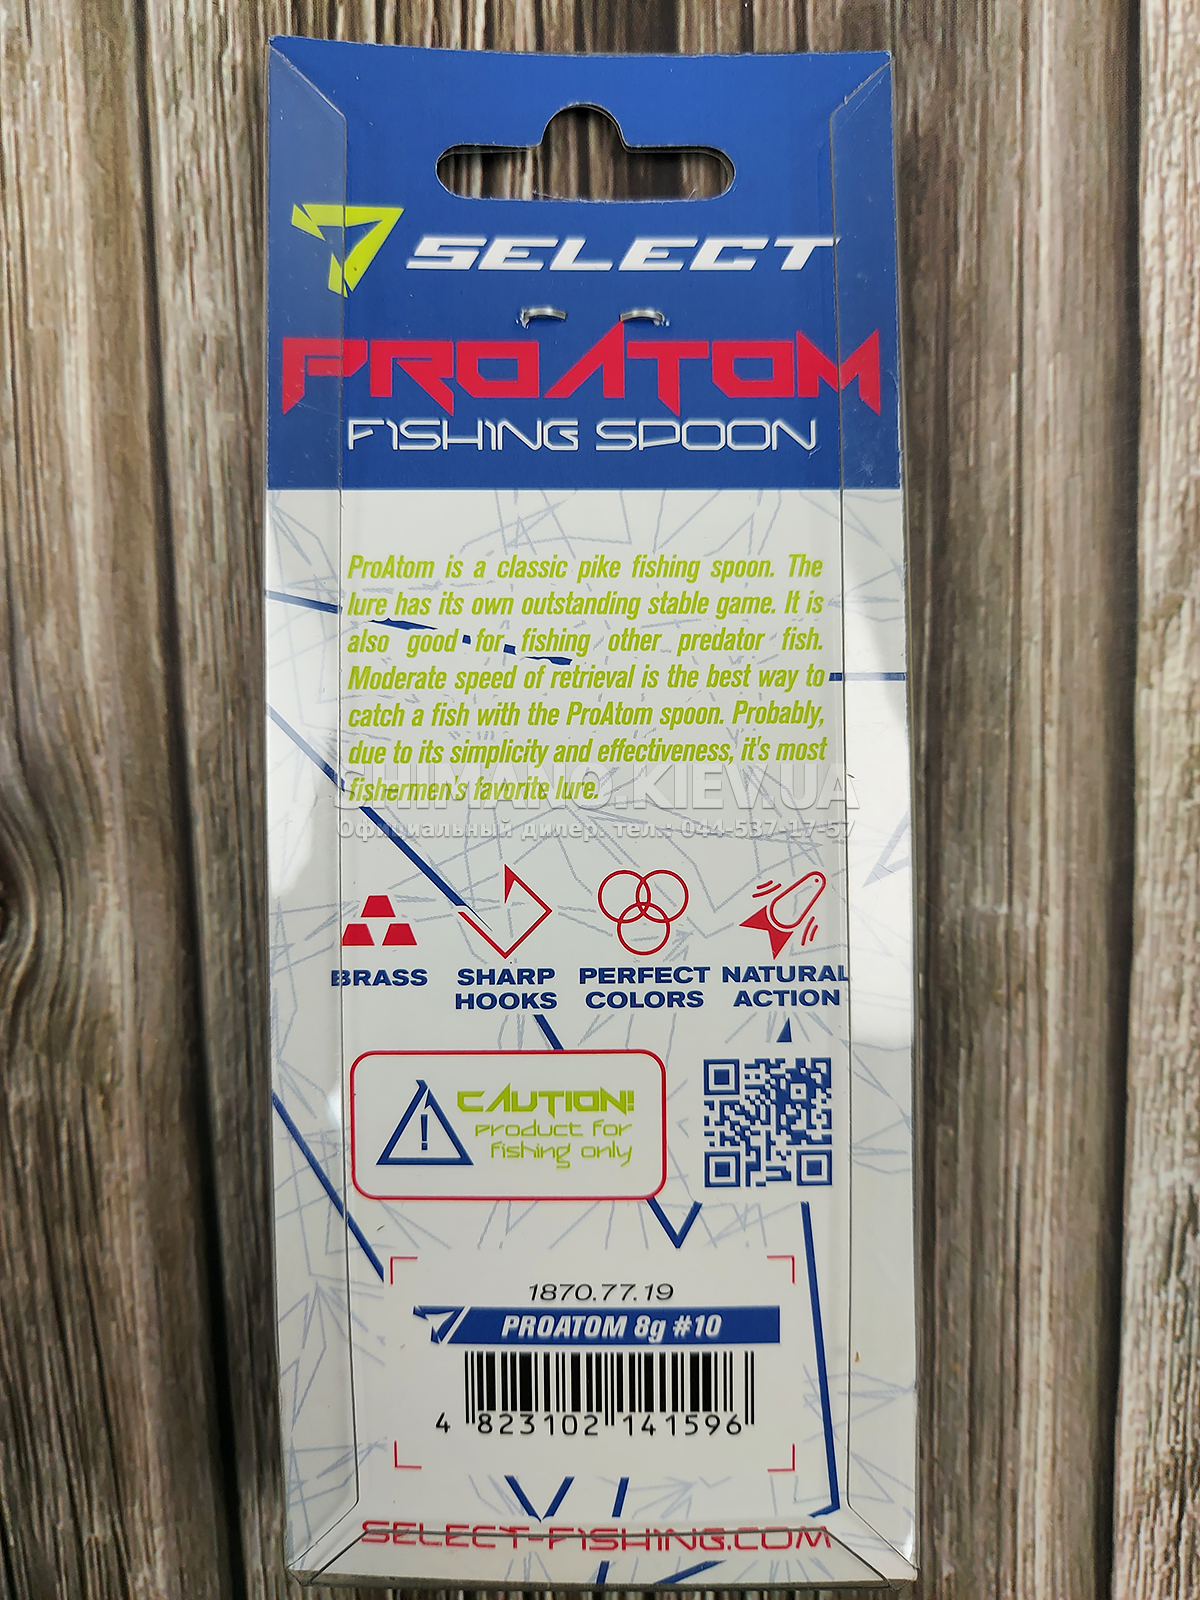 SELECT
PROATOM
FISHING SPOON
ProAtom is a classic pike fishing spoon. The
lure has its own outstanding stable game. It is
also good for fishing other predator fish.
Moderate speed of retrieval is the best way to
catch a fish with the ProAtom spoon. Probably,
due to its simplicity and effectiveness, it's most
fishermen's favorite lure.
SHIMANO.KIEV.UA
Официальный дилер. тел.: 044-537-17-57
BRASS
SHARP HOOKS
PERFECT COLORS
NATURAL ACTION
CAUTION!
product for
fishing only
1870.77.19
PROATOM 8g #10
4 823102 141596
SELECT-FISHING.COM